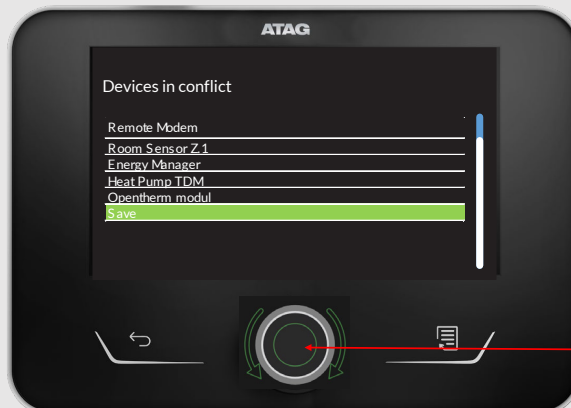 ATAG
Devices in conflict
Remote Modem
Room Sensor Z.1
Energy Manager
Heat Pump TDM
Opentherm modul
Save